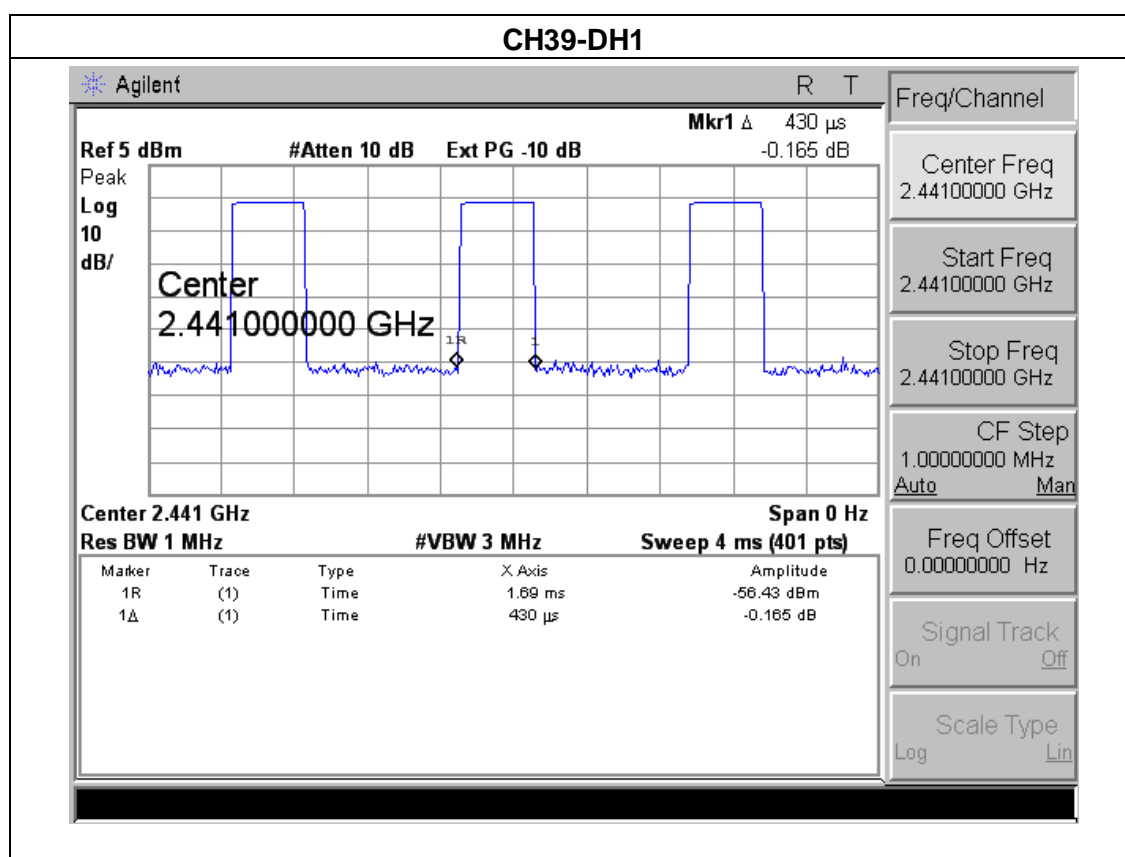 CH39-DH1
Agilent R T
Mkr1 Δ 430 µs
Ref 5 dBm #Atten 10 dB Ext PG -10 dB -0.165 dB
Peak
Log
10
dB/
Center
2.441000000 GHz
1R 1
Center 2.441 GHz Span 0 Hz
Res BW 1 MHz #VBW 3 MHz Sweep 4 ms (401 pts)
Marker Trace Type X Axis Amplitude
1R (1) Time 1.69 ms -56.43 dBm
1Δ (1) Time 430 µs -0.165 dB
Freq/Channel
Center Freq
2.44100000 GHz
Start Freq
2.44100000 GHz
Stop Freq
2.44100000 GHz
CF Step
1.00000000 MHz
Auto Man
Freq Offset
0.00000000 Hz
Signal Track
On Off
Scale Type
Log Lin